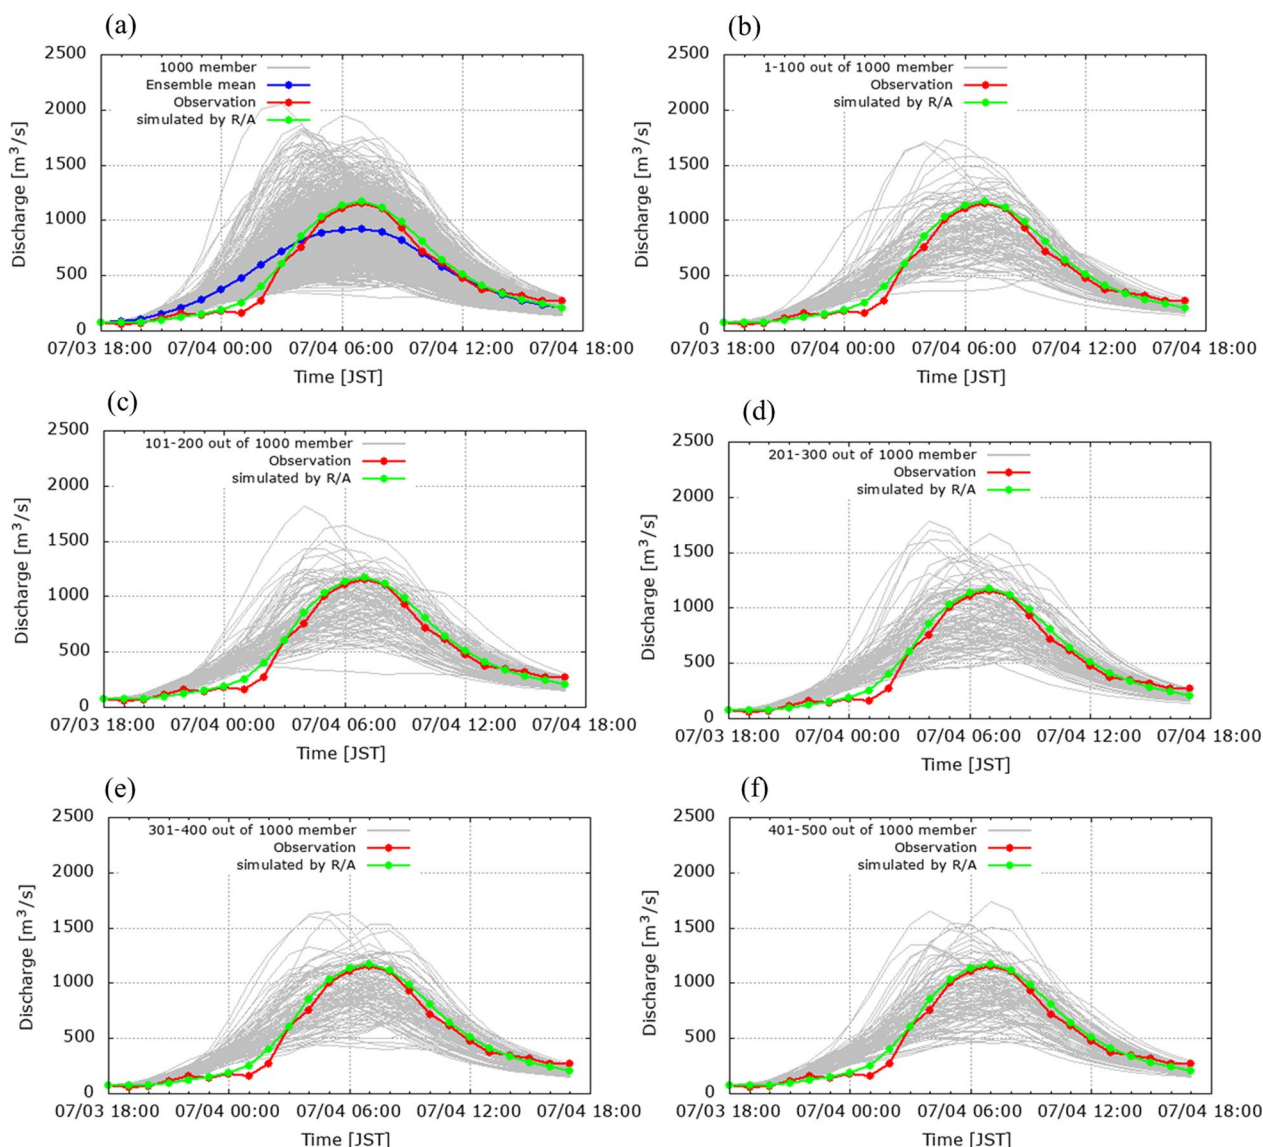 (a)
2500
2000
1500
1000
500
0
Discharge [m³/s]
1000 member
Ensemble mean
Observation
simulated by R/A
07/03 18:00 07/04 00:00 07/04 06:00 07/04 12:00 07/04 18:00
Time [JST]
(b)
2500
2000
1500
1000
500
0
Discharge [m³/s]
1-100 out of 1000 member
Observation
simulated by R/A
07/03 18:00 07/04 00:00 07/04 06:00 07/04 12:00 07/04 18:00
Time [JST]
(c)
2500
2000
1500
1000
500
0
Discharge [m³/s]
101-200 out of 1000 member
Observation
simulated by R/A
07/03 18:00 07/04 00:00 07/04 06:00 07/04 12:00 07/04 18:00
Time [JST]
(d)
2500
2000
1500
1000
500
0
Discharge [m³/s]
201-300 out of 1000 member
Observation
simulated by R/A
07/03 18:00 07/04 00:00 07/04 06:00 07/04 12:00 07/04 18:00
Time [JST]
(e)
2500
2000
1500
1000
500
0
Discharge [m³/s]
301-400 out of 1000 member
Observation
simulated by R/A
07/03 18:00 07/04 00:00 07/04 06:00 07/04 12:00 07/04 18:00
Time [JST]
(f)
2500
2000
1500
1000
500
0
Discharge [m³/s]
401-500 out of 1000 member
Observation
simulated by R/A
07/03 18:00 07/04 00:00 07/04 06:00 07/04 12:00 07/04 18:00
Time [JST]